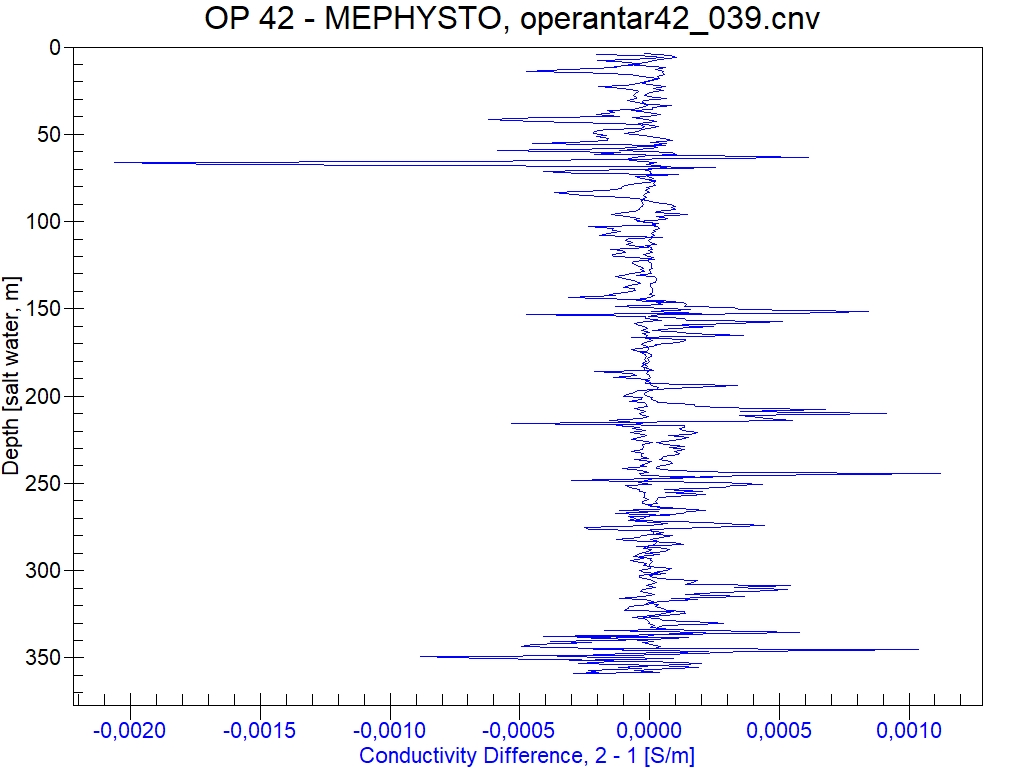 OP 42 - MEPHYSTO, operantar42_039.cnv
0
50
100
150
200
250
300
350
Depth [salt water, m]
-0,0020 -0,0015 -0,0010 -0,0005 0,0000 0,0005 0,0010
Conductivity Difference, 2 - 1 [S/m]